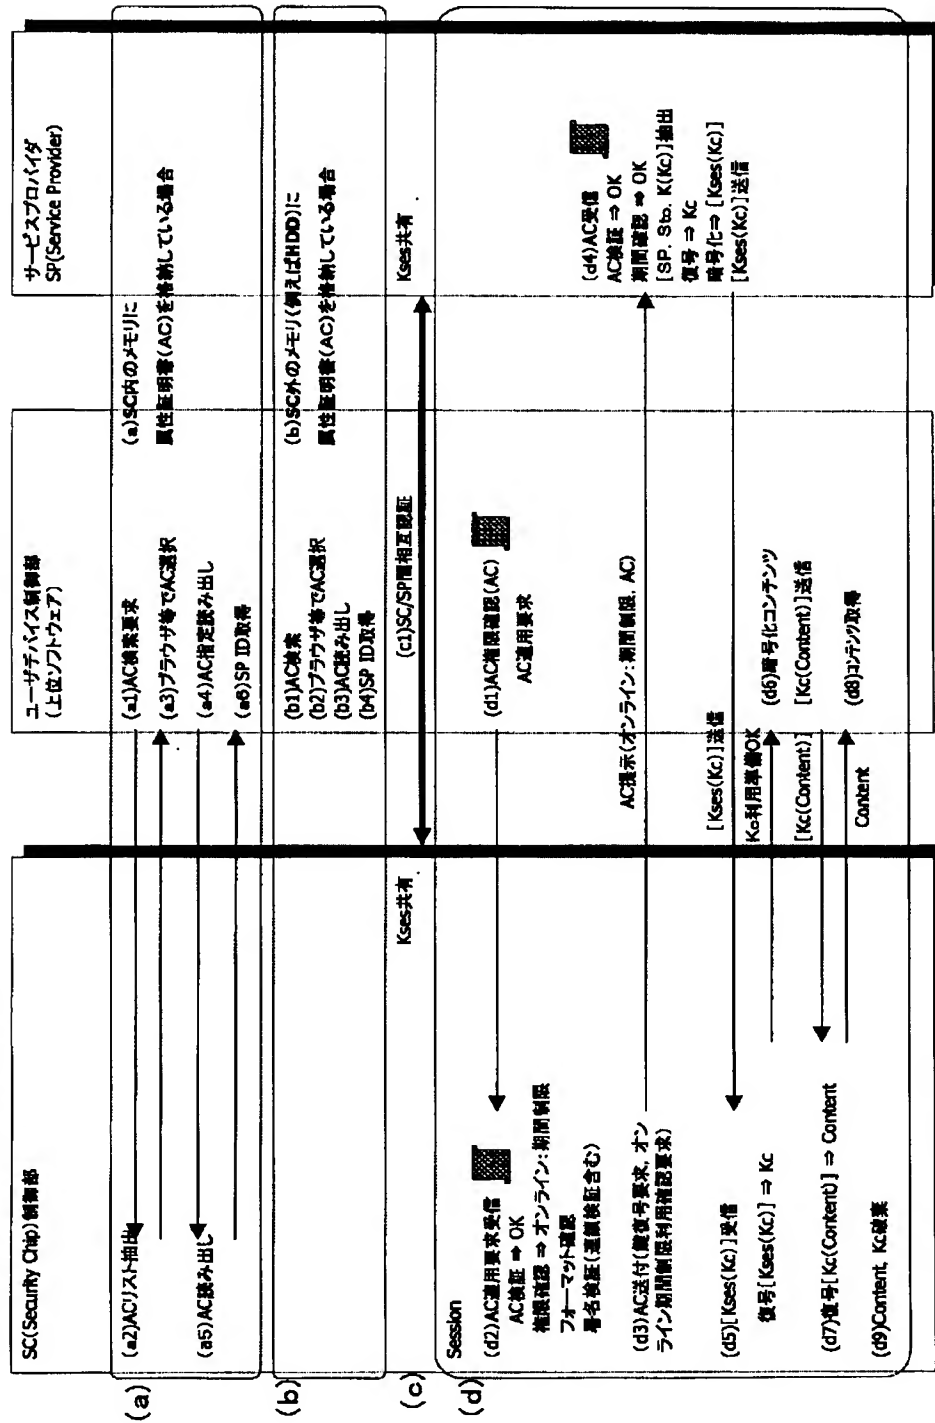 SC(Security Chip)制御部
ユーザデバイス制御部
(上位ソフトウェア)
サービスプロバイダ
SP(Service Provider)
(a)
(a1)AC検索要求
(a2)ACリスト抽出
(a3)ブラウザ等でAC選択
(a4)AC指定読み出し
(a5)AC読み出し
(a6)SP ID取得
(a)SC内のメモリに
属性証明書(AC)を格納している場合
(b)
(b1)AC検索
(b2)ブラウザ等でAC選択
(b3)AC読み出し
(b4)SP ID取得
(b)SC外のメモリ(例えばHDD)に
属性証明書(AC)を格納している場合
(c)
Kses共有
(c1)SC/SP間相互認証
Kses共有
(d)
Session
(d1)AC権限確認(AC)
AC適用要求
(d2)AC適用要求受信
AC検証 ⇒ OK
権限確認 ⇒ オンライン:期間制限
フォーマット確認
署名検証(連鎖検証含む)
(d3)AC送付(鍵復号要求, オン
ライン期間制限利用確認要求)
AC提示(オンライン:期間制限, AC)
(d4)AC受信
AC検証 ⇒ OK
期間確認 ⇒ OK
[SP. Sto. K(Kc)]抽出
復号 ⇒ Kc
暗号化⇒ [Kses(Kc)]
[Kses(Kc)]送信
[Kses(Kc)]送信
(d5)[Kses(Kc)]受信
復号[Kses(Kc)] ⇒ Kc
Kc利用準備OK
(d6)暗号化コンテンツ
[Kc(Content)]送信
[Kc(Content)]
(d7)復号[Kc(Content)] ⇒ Content
Content
(d8)コンテンツ取得
(d9)Content, Kc破棄